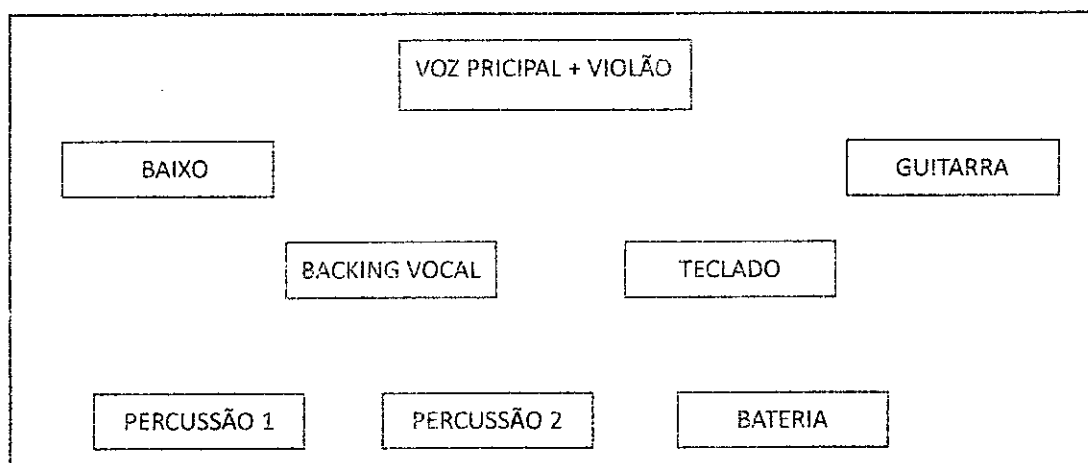 VOZ PRICIPAL + VIOLÃO
BAIXO
GUITARRA
BACKING VOCAL
TECLADO
PERCUSSÃO 1
PERCUSSÃO 2
BATERIA